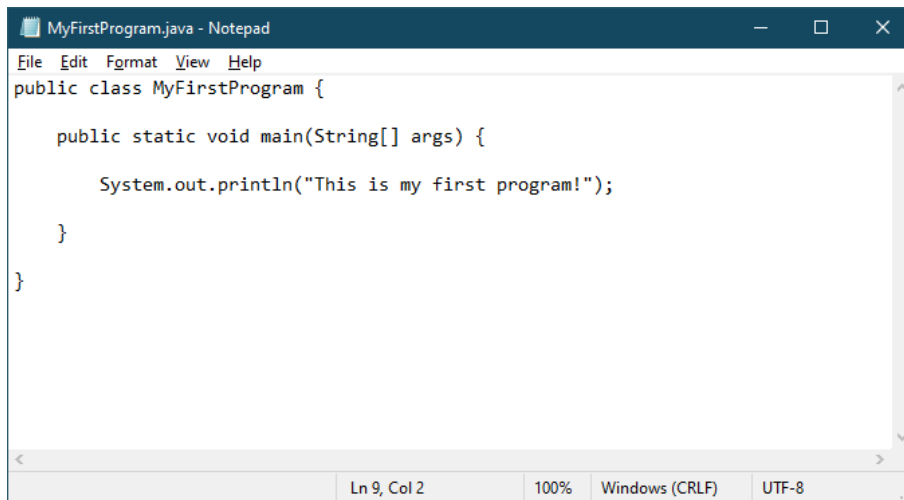 MyFirstProgram.java - Notepad
File Edit Format View Help
public class MyFirstProgram {
    public static void main(String[] args) {
        System.out.println("This is my first program!");
    }
}
Ln 9, Col 2 100% Windows (CRLF) UTF-8